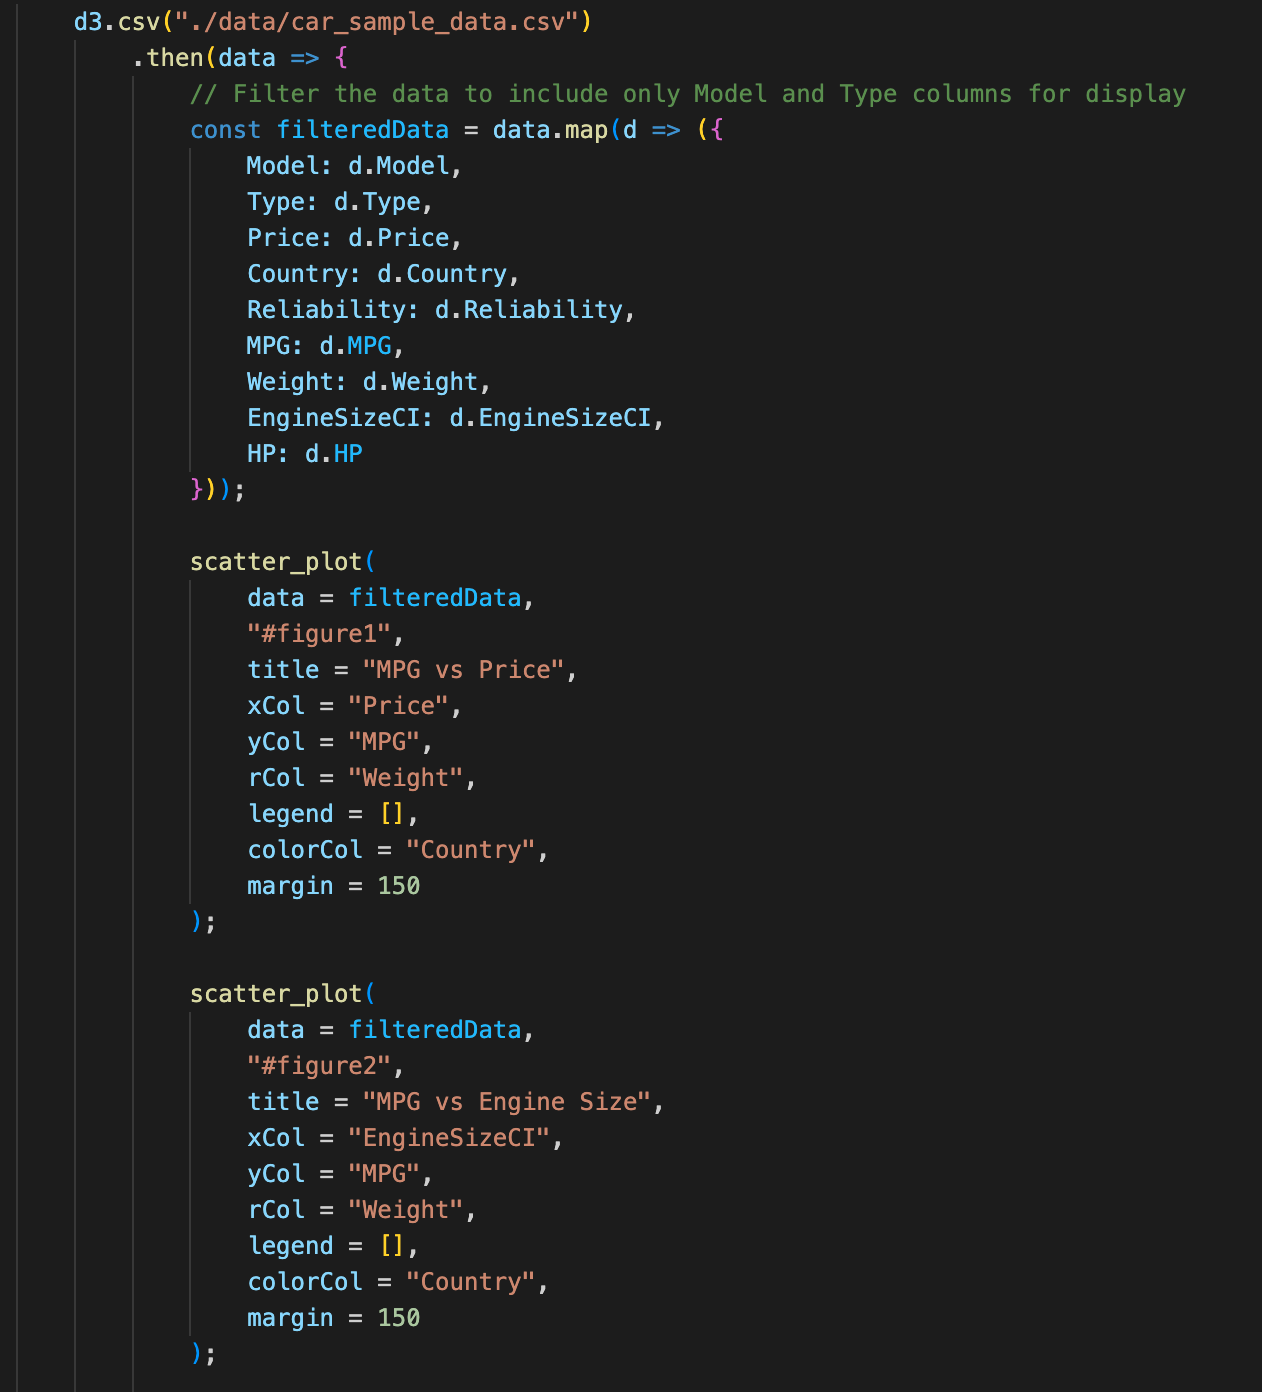 d3.csv("./data/car_sample_data.csv")
.then(data => {
// Filter the data to include only Model and Type columns for display
const filteredData = data.map(d => ({
Model: d.Model,
Type: d.Type,
Price: d.Price,
Country: d.Country,
Reliability: d.Reliability,
MPG: d.MPG,
Weight: d.Weight,
EngineSizeCI: d.EngineSizeCI,
HP: d.HP
}));
scatter_plot(
data = filteredData,
"#figure1",
title = "MPG vs Price",
xCol = "Price",
yCol = "MPG",
rCol = "Weight",
legend = [],
colorCol = "Country",
margin = 150
);
scatter_plot(
data = filteredData,
"#figure2",
title = "MPG vs Engine Size",
xCol = "EngineSizeCI",
yCol = "MPG",
rCol = "Weight",
legend = [],
colorCol = "Country",
margin = 150
);